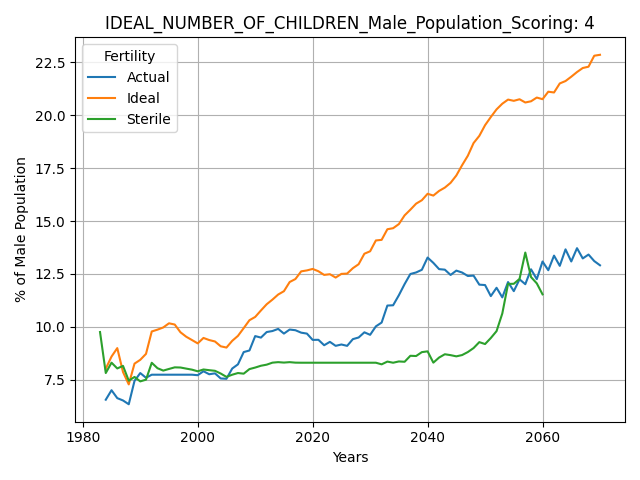 IDEAL_NUMBER_OF_CHILDREN_Male_Population_Scoring: 4
Fertility
Actual
Ideal
Sterile
% of Male Population
22.5
20.0
17.5
15.0
12.5
10.0
7.5
1980
2000
2020
2040
2060
Years